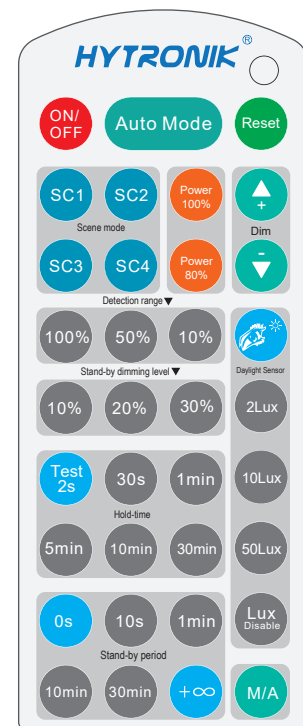 HYTRONIK®
ON/
OFF
Auto Mode
Reset
SC1
SC2
Power
100%
+
Scene mode
Dim
-
SC3
SC4
Power
80%
Detection range▼
100%
50%
10%
Stand-by dimming level▼
Daylight Sensor
10%
20%
30%
2Lux
Test
2s
30s
1min
10Lux
Hold-time
5min
10min
30min
50Lux
0s
10s
1min
Lux
Disable
Stand-by period
10min
30min
+∞
M/A